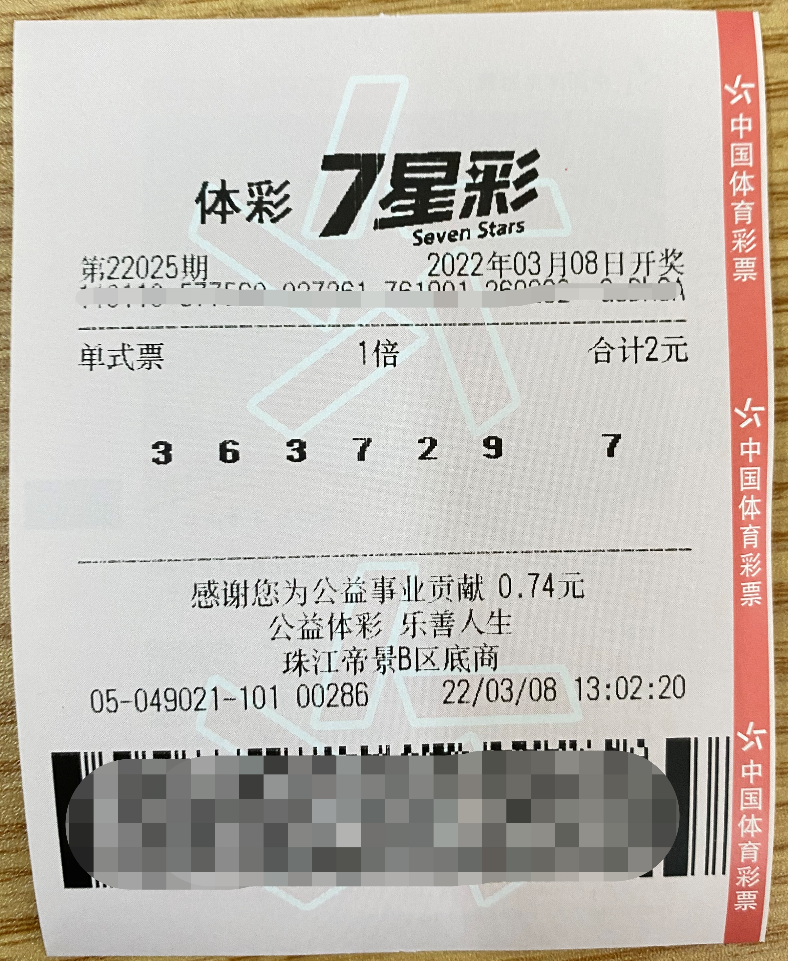 体彩 7星彩
Seven Stars
第22025期 2022年03月08日开奖
单式票 1倍 合计2元
3 6 3 7 2 9 7
感谢您为公益事业贡献 0.74元
公益体彩 乐善人生
珠江帝景B区底商
05-049021-101 00286 22/03/08 13:02:20
中国体育彩票
中国体育彩票
中国体育彩票